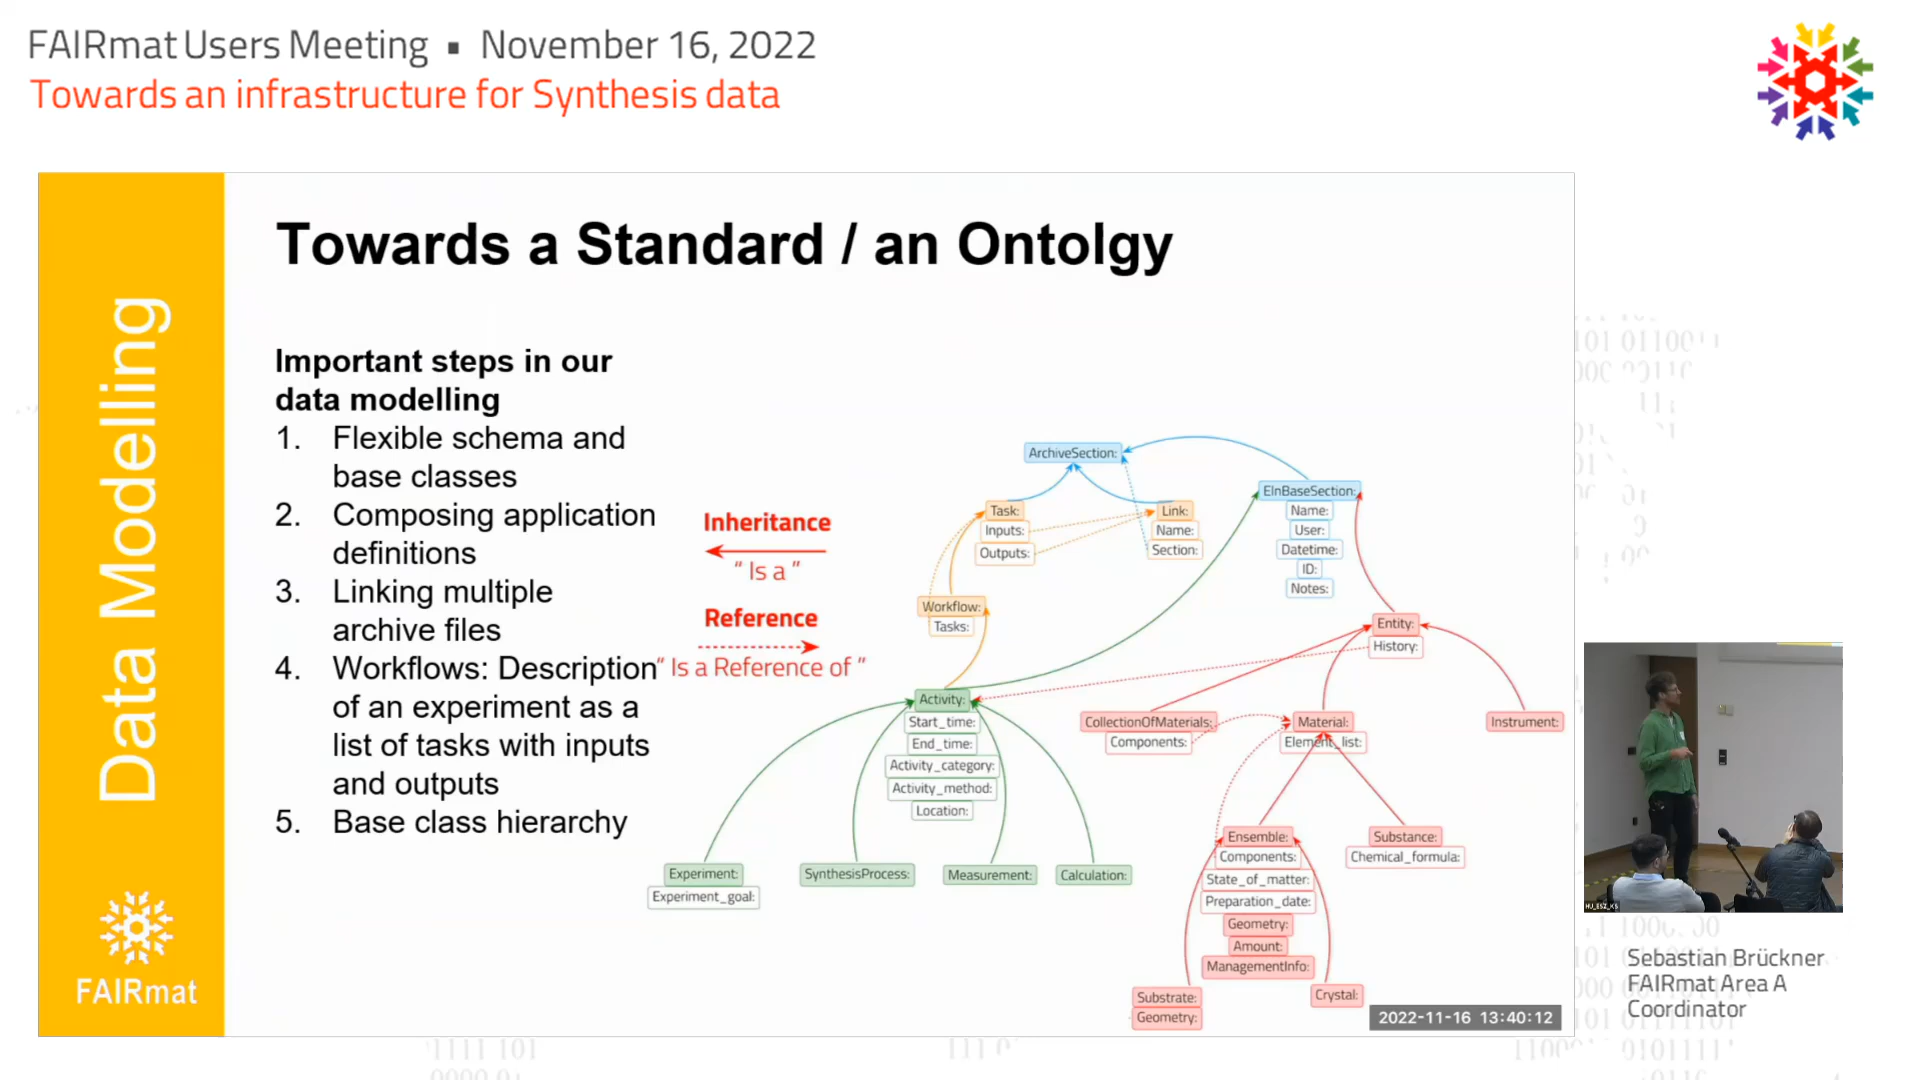 FAIRmat Users Meeting ▪ November 16, 2022
Towards an infrastructure for Synthesis data
Data Modelling
FAIRmat
Towards a Standard / an Ontolgy
Important steps in our
data modelling
1. Flexible schema and
base classes
2. Composing application
definitions
3. Linking multiple
archive files
4. Workflows: Description
of an experiment as a
list of tasks with inputs
and outputs
5. Base class hierarchy
Inheritance
" Is a "
Reference
" Is a Reference of "
ArchiveSection:
Task:
Inputs:
Outputs:
Link:
Name:
Section:
ElnBaseSection:
Name:
User:
Datetime:
ID:
Notes:
Workflow:
Tasks:
Entity:
History:
Activity:
Start_time:
End_time:
Activity_category:
Activity_method:
Location:
CollectionOfMaterials:
Components:
Material:
Element_list:
Instrument:
Experiment:
Experiment_goal:
SynthesisProcess:
Measurement:
Calculation:
Ensemble:
Components:
State_of_matter:
Preparation_date:
Geometry:
Amount:
ManagementInfo:
Substance:
Chemical_formula:
Substrate:
Geometry:
Crystal:
2022-11-16 13:40:12
Sebastian Brückner
FAIRmat Area A
Coordinator